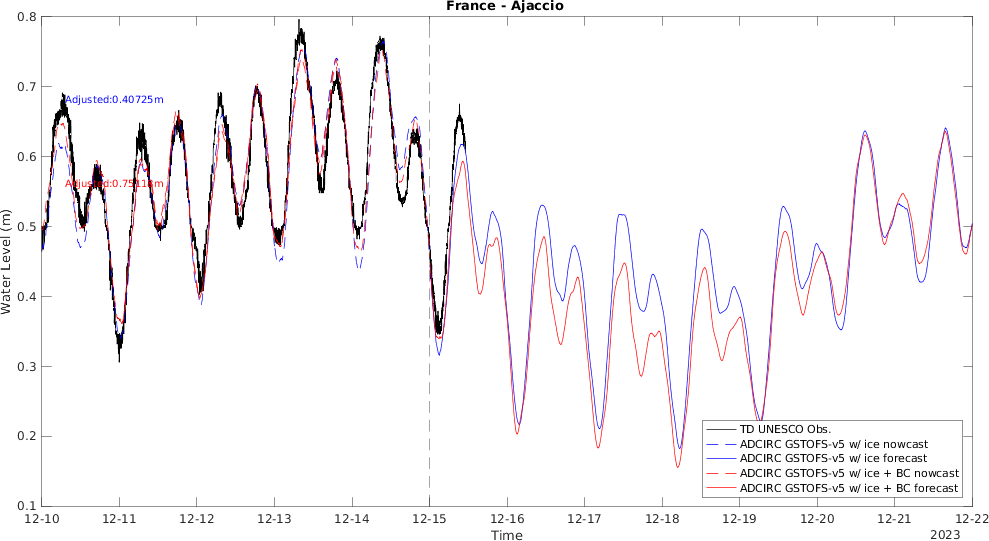 France - Ajaccio
0.8
0.7
0.6
0.5
0.4
0.3
0.2
0.1
Water Level (m)
Adjusted:0.40725m
TD UNESCO Obs.
ADCIRC GSTOFS-v5 w/ ice nowcast
ADCIRC GSTOFS-v5 w/ ice forecast
ADCIRC GSTOFS-v5 w/ ice + BC nowcast
ADCIRC GSTOFS-v5 w/ ice + BC forecast
12-10 12-11 12-12 12-13 12-14 12-15 12-16 12-17 12-18 12-19 12-20 12-21 12-22
Time
2023